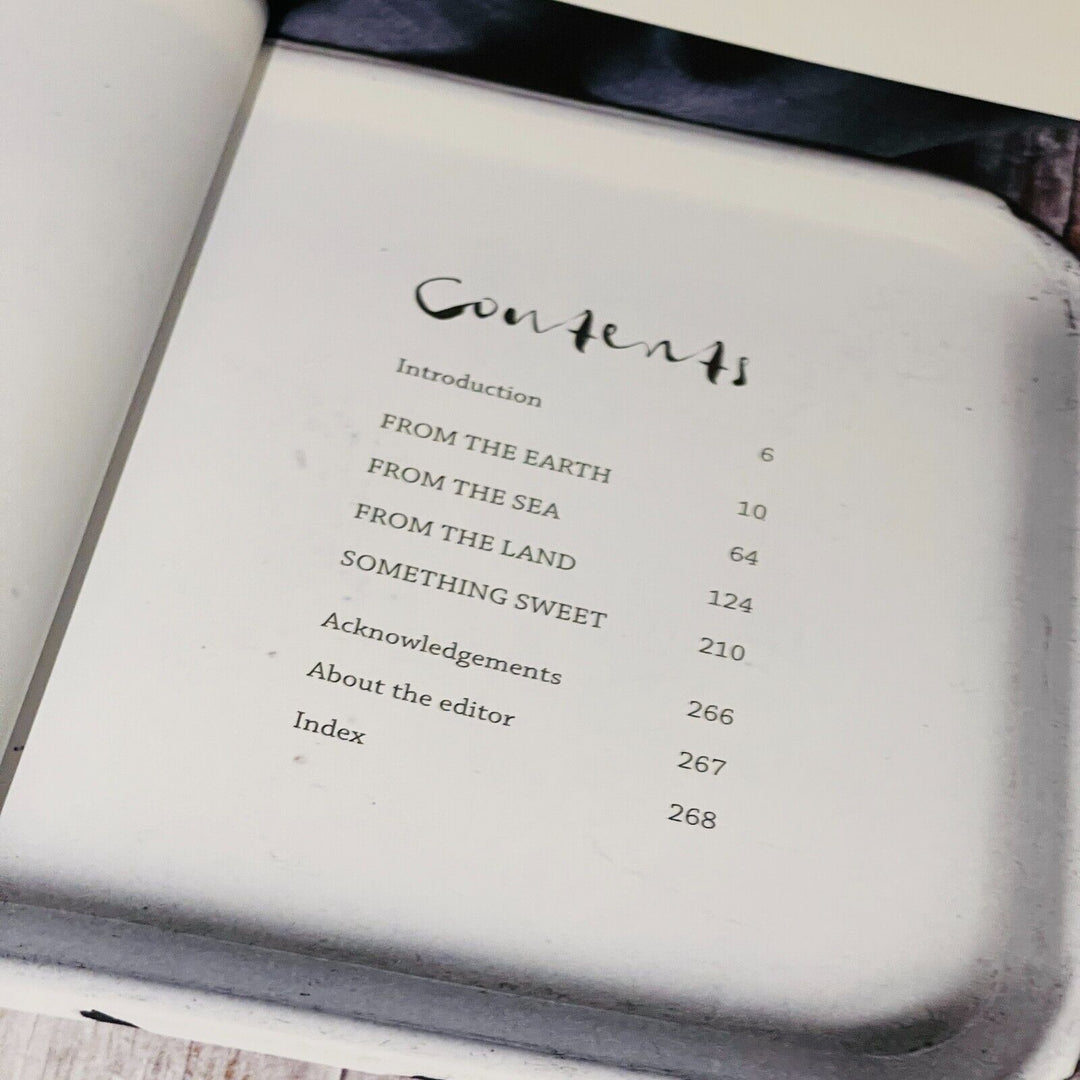 Contents
Introduction 6
FROM THE EARTH 10
FROM THE SEA 64
FROM THE LAND 124
SOMETHING SWEET 210
Acknowledgements 266
About the editor 267
Index 268